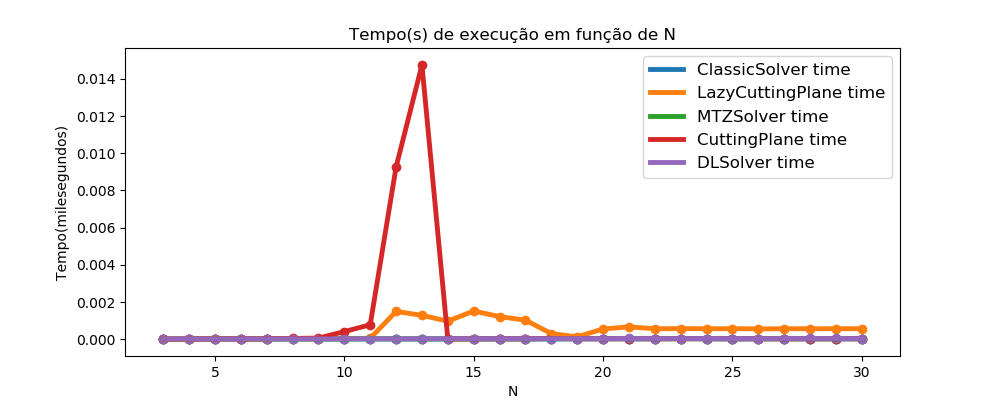 Tempo(s) de execução em função de N
ClassicSolver time
LazyCuttingPlane time
MTZSolver time
CuttingPlane time
DLSolver time
Tempo(milesegundos)
0.014
0.012
0.010
0.008
0.006
0.004
0.002
0.000
5 10 15 20 25 30
N